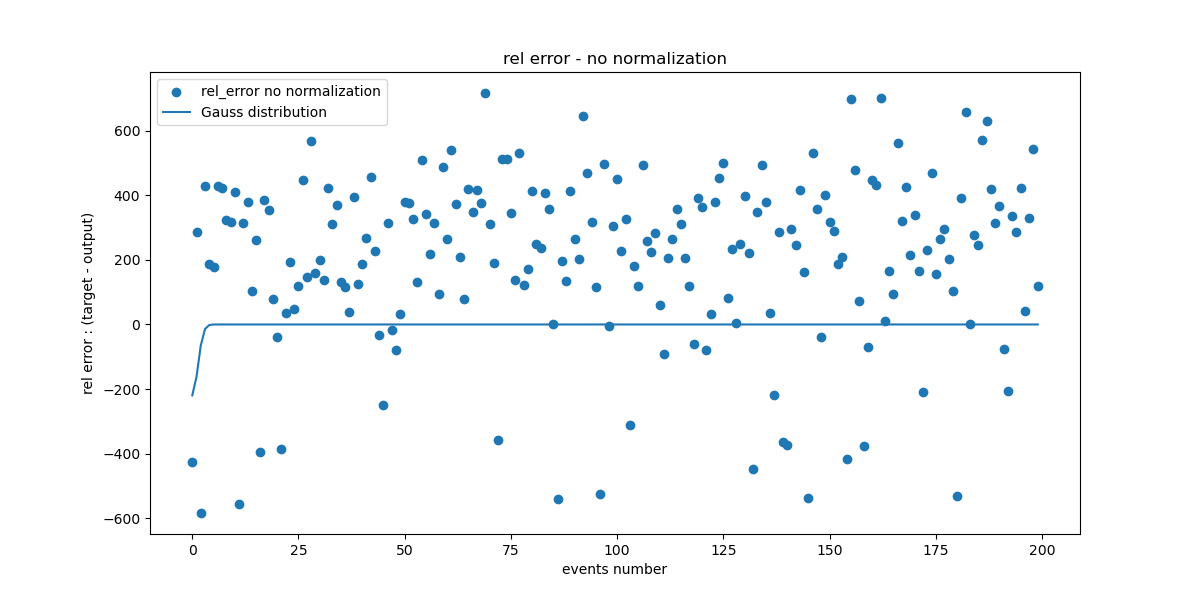 rel error - no normalization
rel_error no normalization
Gauss distribution
rel error : (target - output)
600
400
200
0
−200
−400
−600
0 25 50 75 100 125 150 175 200
events number